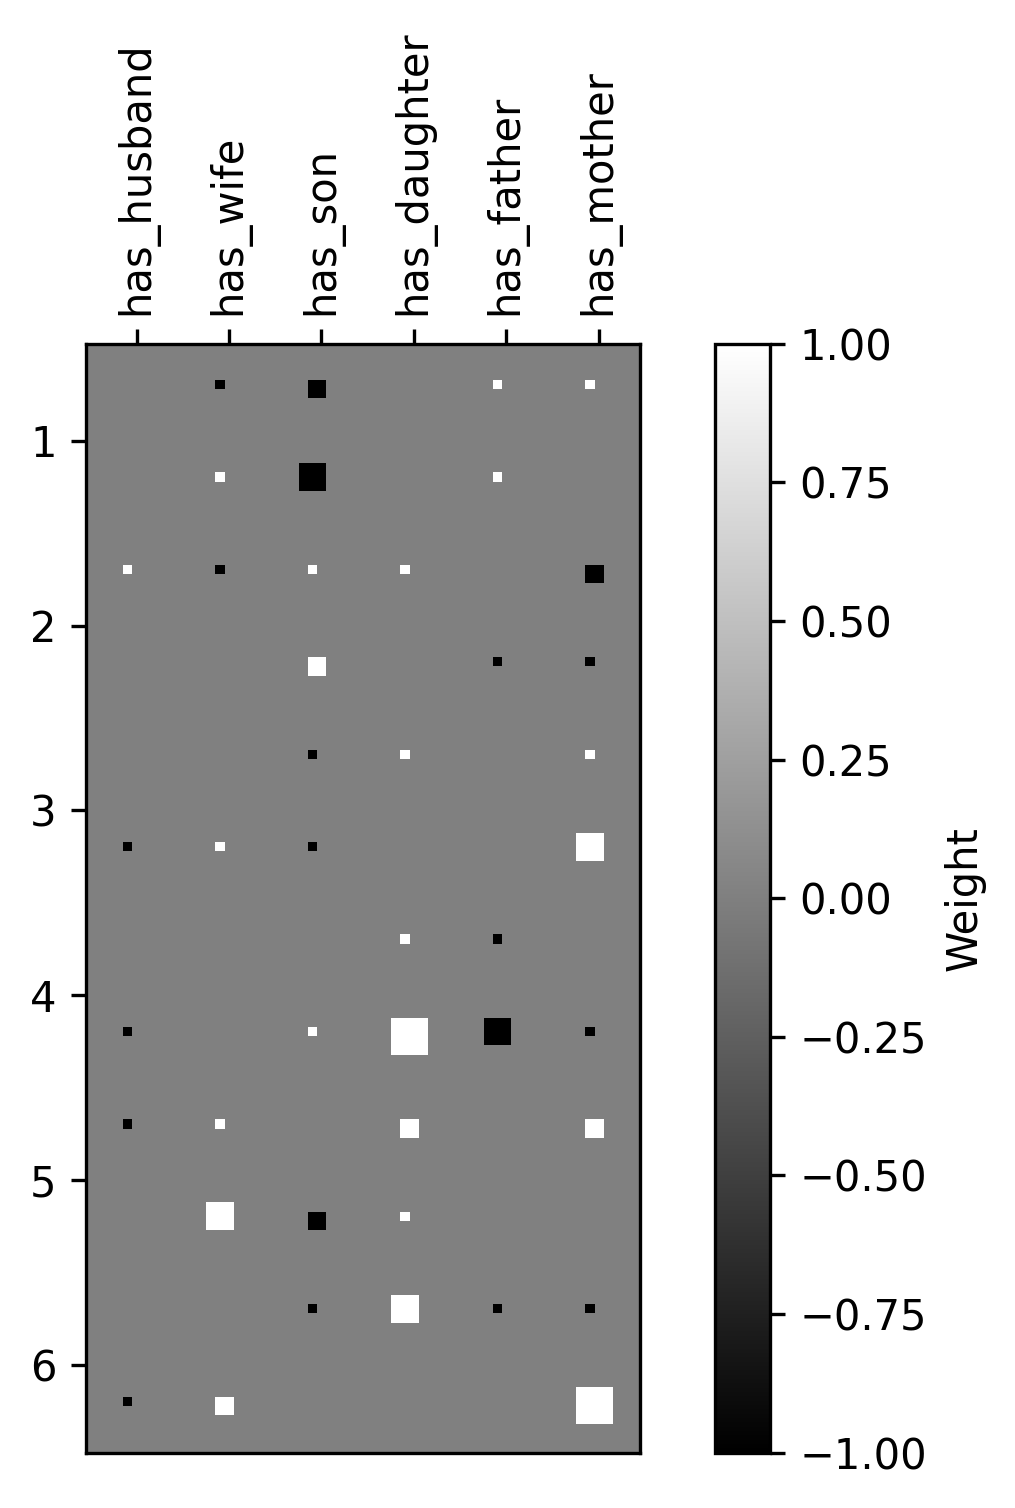 has_husband
has_wife
has_son
has_daughter
has_father
has_mother
1
2
3
4
5
6
1.00
0.75
0.50
0.25
0.00
−0.25
−0.50
−0.75
−1.00
Weight